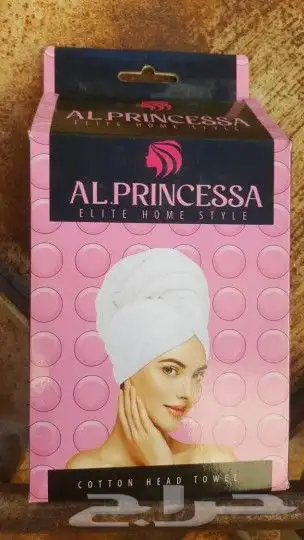 AL.PRINCESSA
ELITE HOME STYLE
AL.PRINCESSA
ELITE HOME STYLE
COTTON HEAD TOWEL
حراج